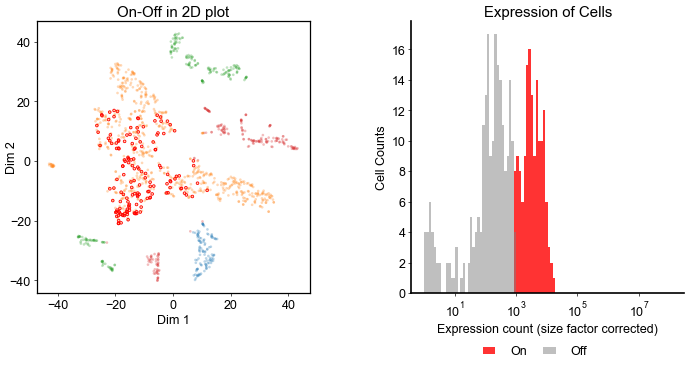 On-Off in 2D plot
40
20
0
−20
−40
Dim 2
−40 −20 0 20 40
Dim 1
Expression of Cells
16
14
12
10
8
6
4
2
0
Cell Counts
10^1 10^3 10^5 10^7
Expression count (size factor corrected)
On Off